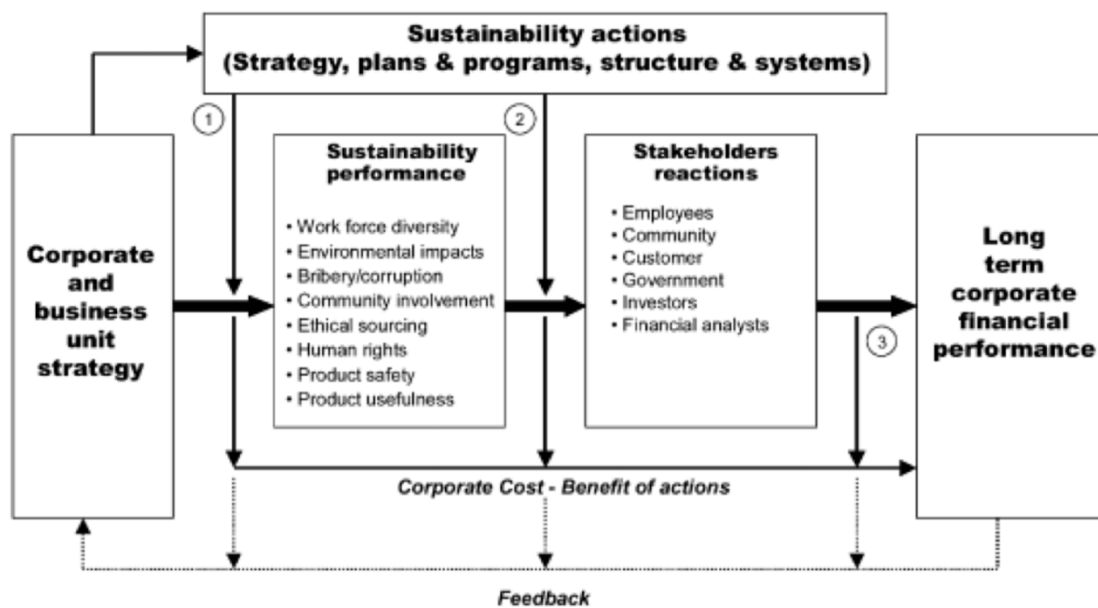 Sustainability actions
(Strategy, plans & programs, structure & systems)
1
2
Corporate
and
business
unit
strategy
Sustainability
performance
• Work force diversity
• Environmental impacts
• Bribery/corruption
• Community involvement
• Ethical sourcing
• Human rights
• Product safety
• Product usefulness
Stakeholders
reactions
• Employees
• Community
• Customer
• Government
• Investors
• Financial analysts
3
Long
term
corporate
financial
performance
Corporate Cost - Benefit of actions
Feedback